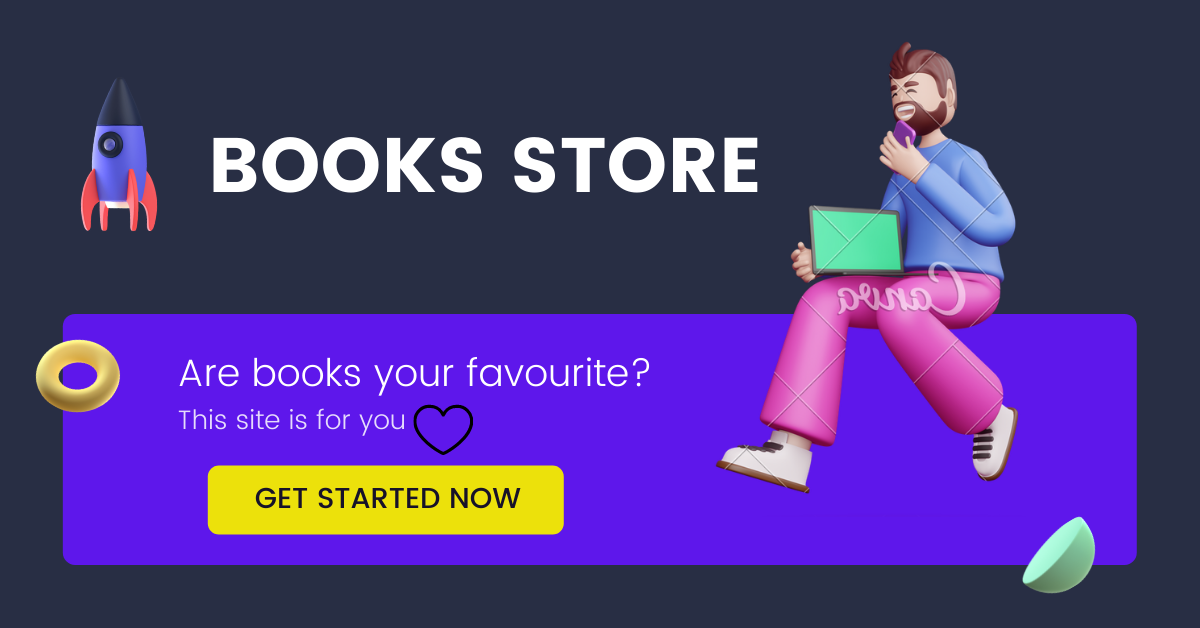 BOOKS STORE
Canva
Are books your favourite?
This site is for you
GET STARTED NOW